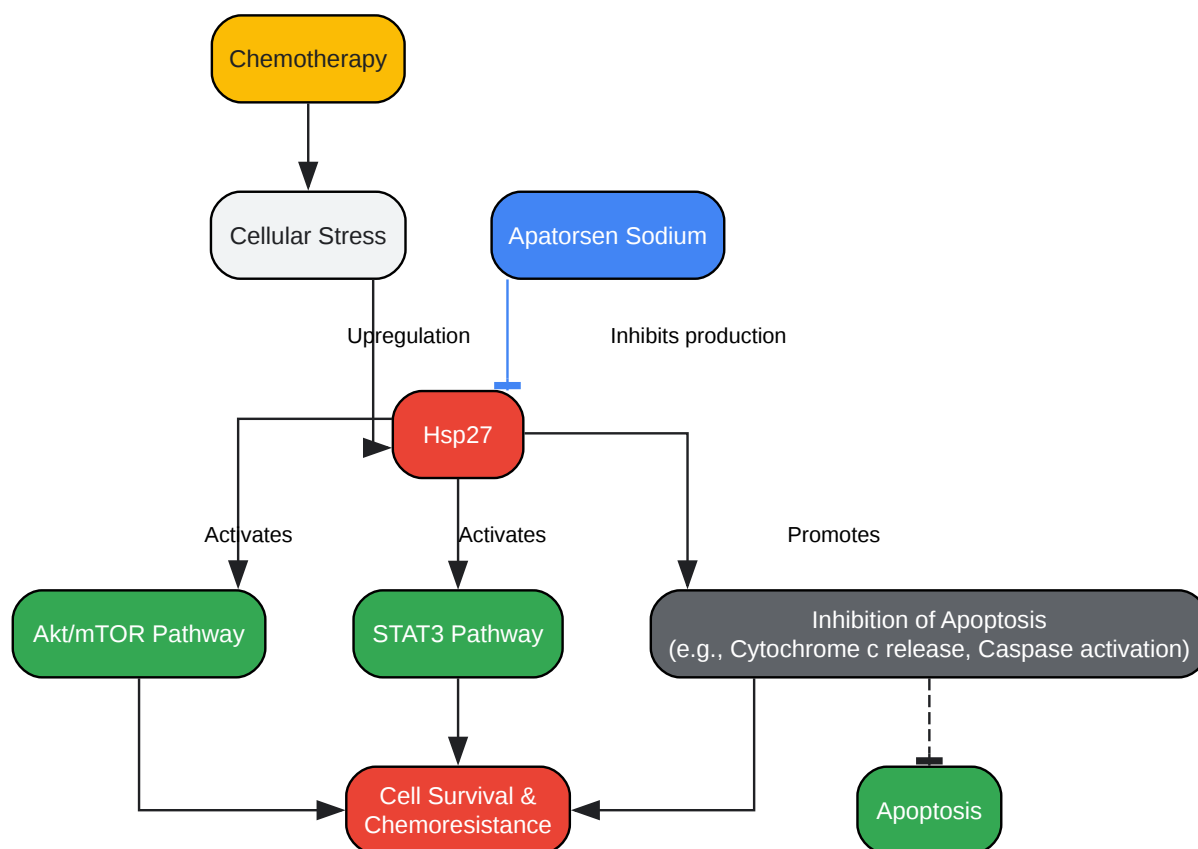 Chemotherapy
Cellular Stress
Apatorsen Sodium
Upregulation
Inhibits production
Hsp27
Activates
Activates
Promotes
Akt/mTOR Pathway
STAT3 Pathway
Inhibition of Apoptosis
(e.g., Cytochrome c release, Caspase activation)
Cell Survival &
Chemoresistance
Apoptosis